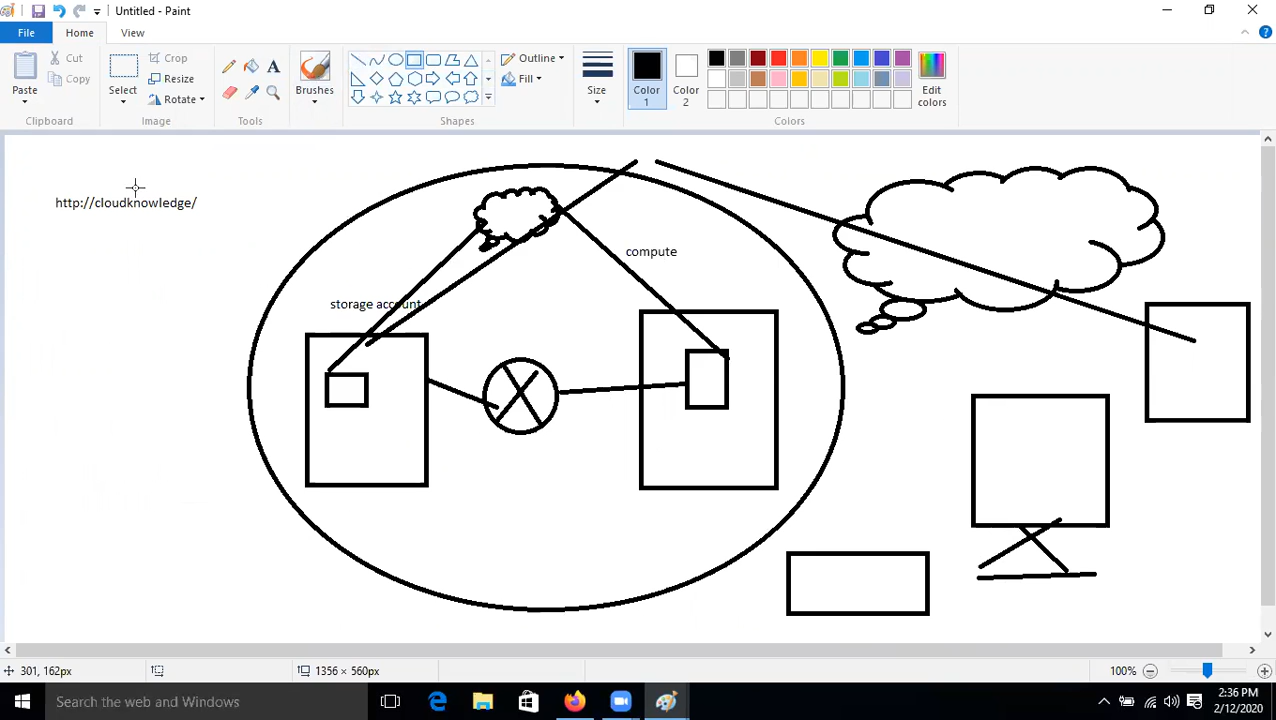 Untitled - Paint
File
Home
View
Paste
Cut
Copy
Clipboard
Select
Crop
Resize
Rotate
Image
A
Tools
Brushes
Outline
Fill
Shapes
Size
Color 1
Color 2
Edit colors
Colors
http://cloudknowledge/
compute
storage account
301, 162px
1356 × 560px
100%
Search the web and Windows
2:36 PM
2/12/2020